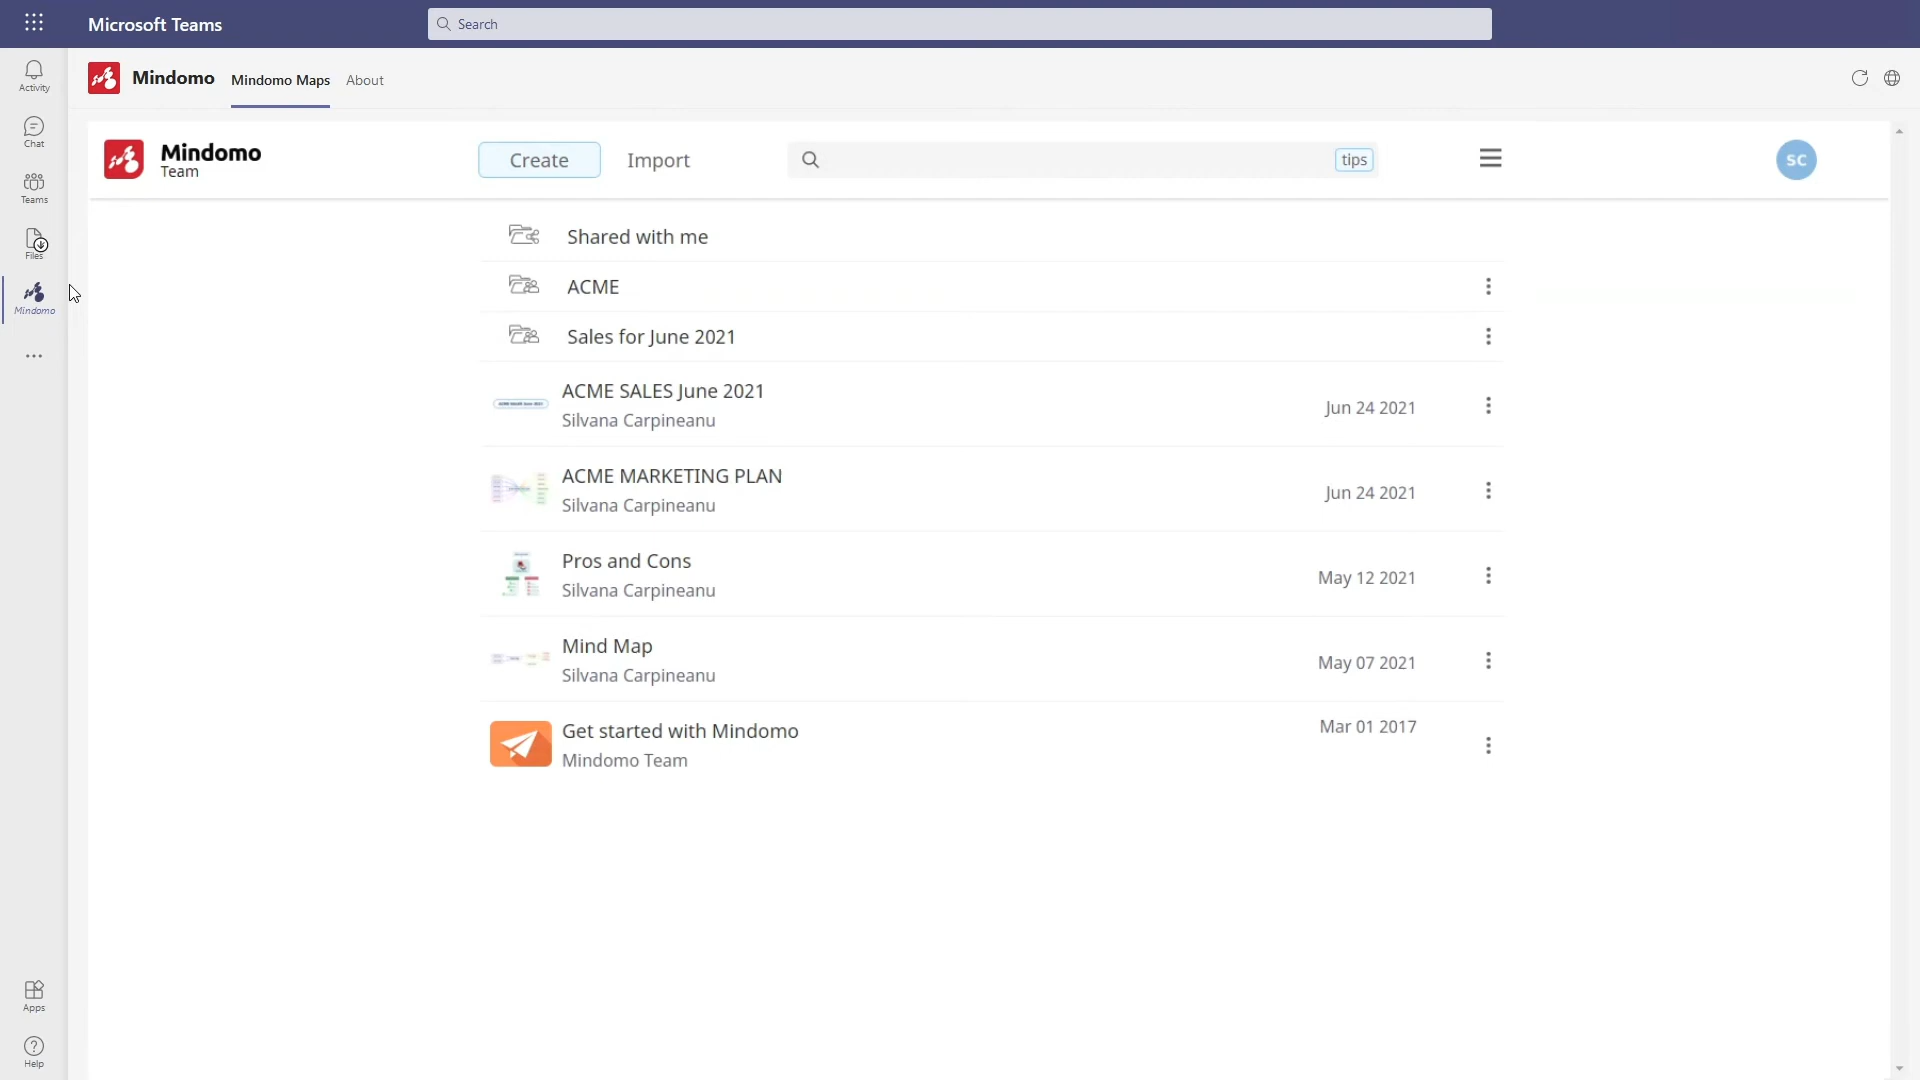 Microsoft Teams
Search
Activity
Chat
Teams
Files
Mindomo
Apps
Help
Mindomo
Mindomo Maps
About
Mindomo
Team
Create
Import
tips
SC
Shared with me
ACME
Sales for June 2021
ACME SALES June 2021
Silvana Carpineanu
Jun 24 2021
ACME MARKETING PLAN
Silvana Carpineanu
Jun 24 2021
Pros and Cons
Silvana Carpineanu
May 12 2021
Mind Map
Silvana Carpineanu
May 07 2021
Get started with Mindomo
Mindomo Team
Mar 01 2017